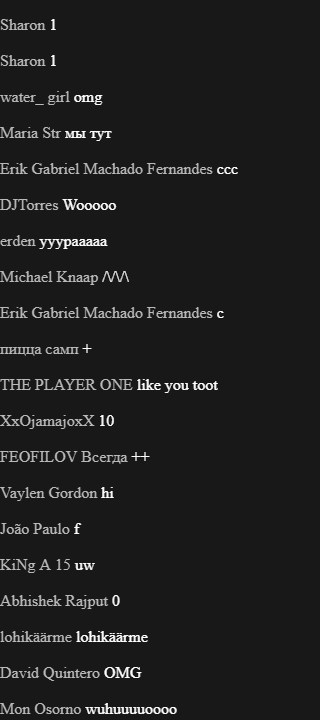 Sharon 1
Sharon 1
water_ girl omg
Maria Str мы тут
Erik Gabriel Machado Fernandes ccc
DJTorres Wooooo
erden yyypaaaaa
Michael Knaap /\/\/\
Erik Gabriel Machado Fernandes c
пицца самп +
THE PLAYER ONE like you toot
XxOjamajoxX 10
FEOFILOV Всегда ++
Vaylen Gordon hi
João Paulo f
KiNg A 15 uw
Abhishek Rajput 0
lohikäärme lohikäärme
David Quintero OMG
Mon Osorno wuhuuuuoooo